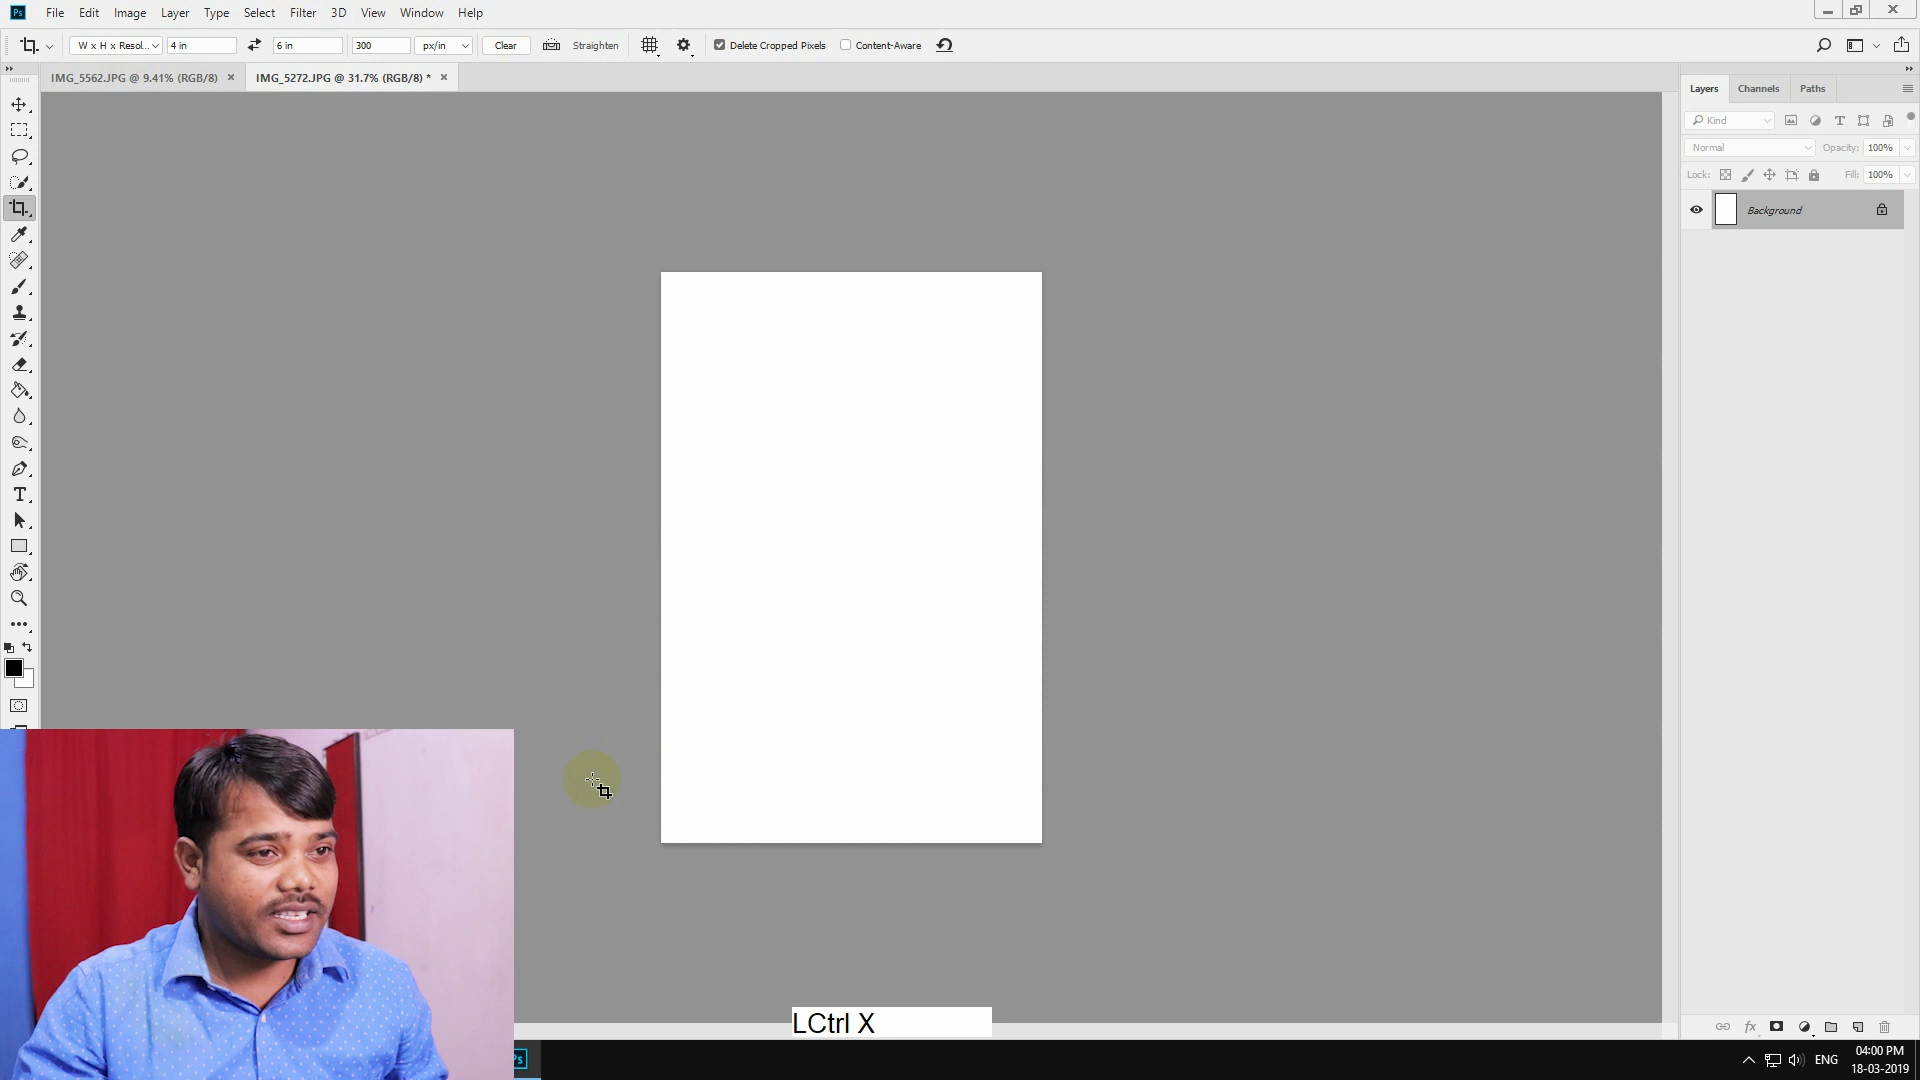 Ps File Edit Image Layer Type Select Filter 3D View Window Help
W x H x Resol... 4 in 6 in 300 px/in Clear Straighten Delete Cropped Pixels Content-Aware
IMG_5562.JPG @ 9.41% (RGB/8) × IMG_5272.JPG @ 31.7% (RGB/8) * ×
Layers Channels Paths
Kind
Normal Opacity: 100%
Lock: Fill: 100%
Background
LCtrl X
Ps
ENG
04:00 PM
18-03-2019